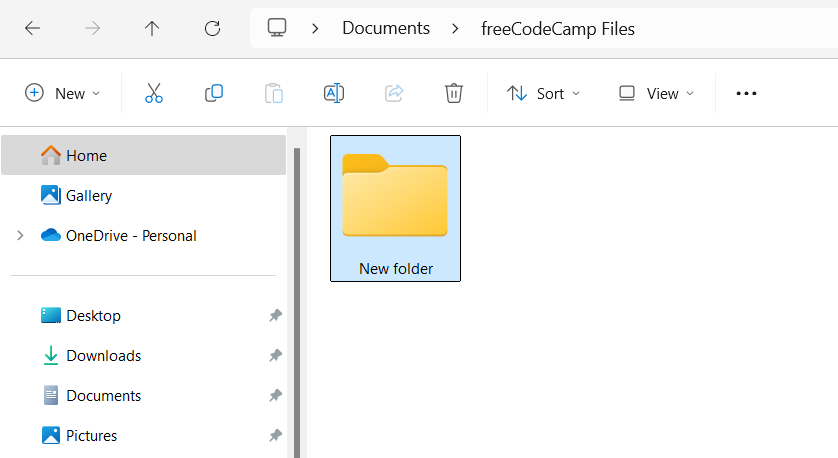 Documents > freeCodeCamp Files
New Sort View
Home
Gallery
OneDrive - Personal
Desktop
Downloads
Documents
Pictures
New folder